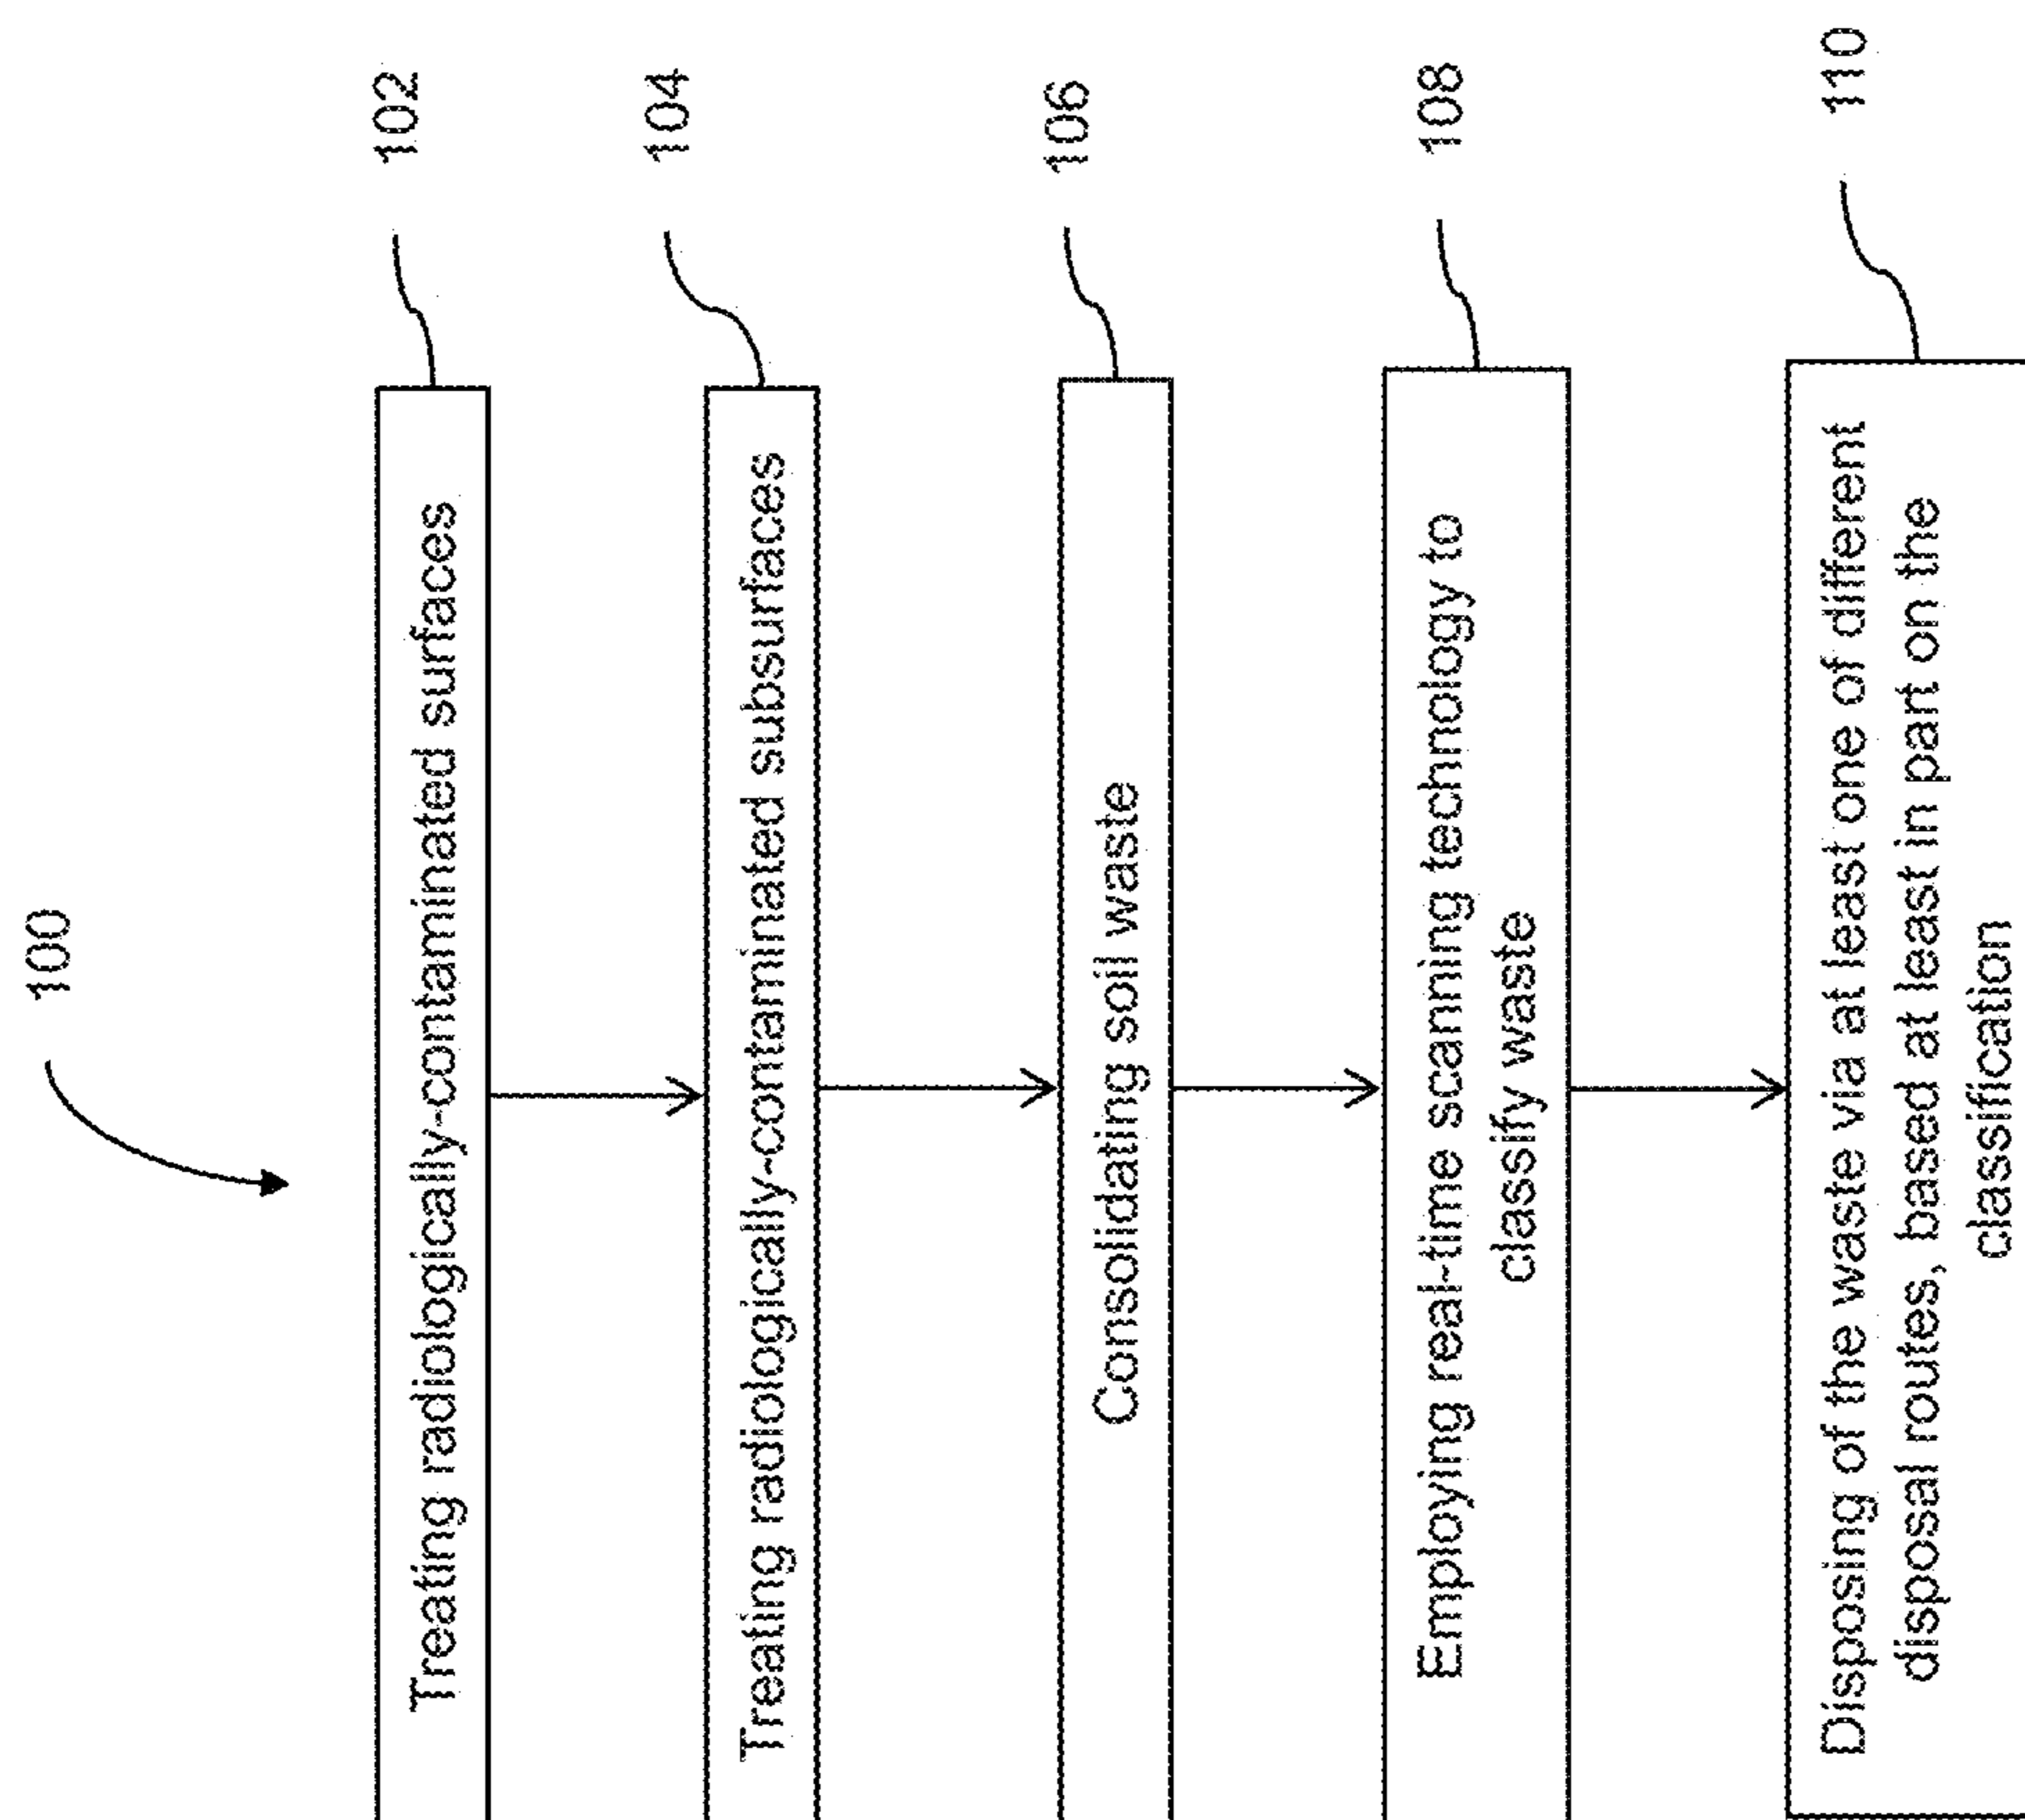 100
Treating radiologically-contaminated surfaces
102
Treating radiologically-contaminated subsurfaces
104
Consolidating soil waste
106
Employing real-time scanning technology to
classify waste
108
Disposing of the waste via at least one of different
disposal routes, based at least in part on the
classification
110